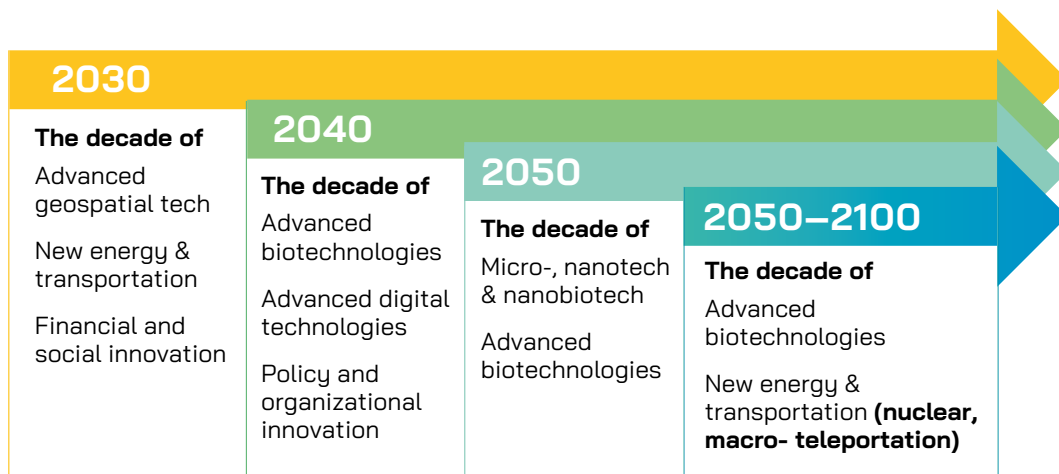 2030
The decade of
Advanced
geospatial tech
New energy &
transportation
Financial and
social innovation
2040
The decade of
Advanced
biotechnologies
Advanced digital
technologies
Policy and
organizational
innovation
2050
The decade of
Micro-, nanotech
& nanobiotech
Advanced
biotechnologies
2050–2100
The decade of
Advanced
biotechnologies
New energy &
transportation (nuclear,
macro- teleportation)